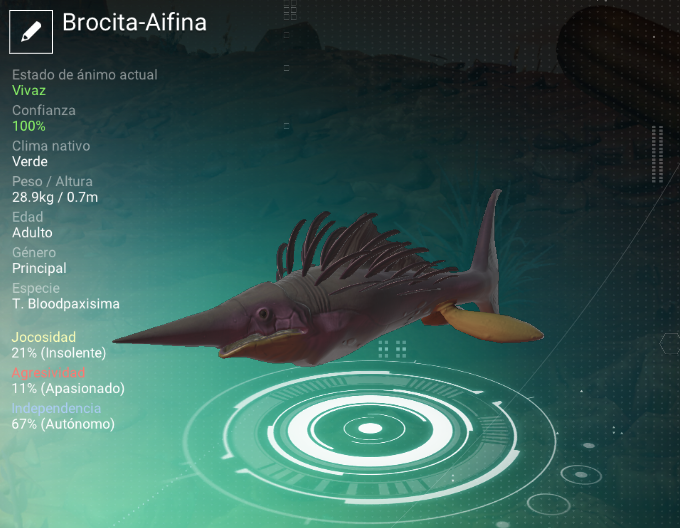 Brocita-Aifina
Estado de ánimo actual
Vivaz
Confianza
100%
Clima nativo
Verde
Peso / Altura
28.9kg / 0.7m
Edad
Adulto
Género
Principal
Especie
T. Bloodpaxisima
Jocosidad
21% (Insolente)
Agresividad
11% (Apasionado)
Independencia
67% (Autónomo)